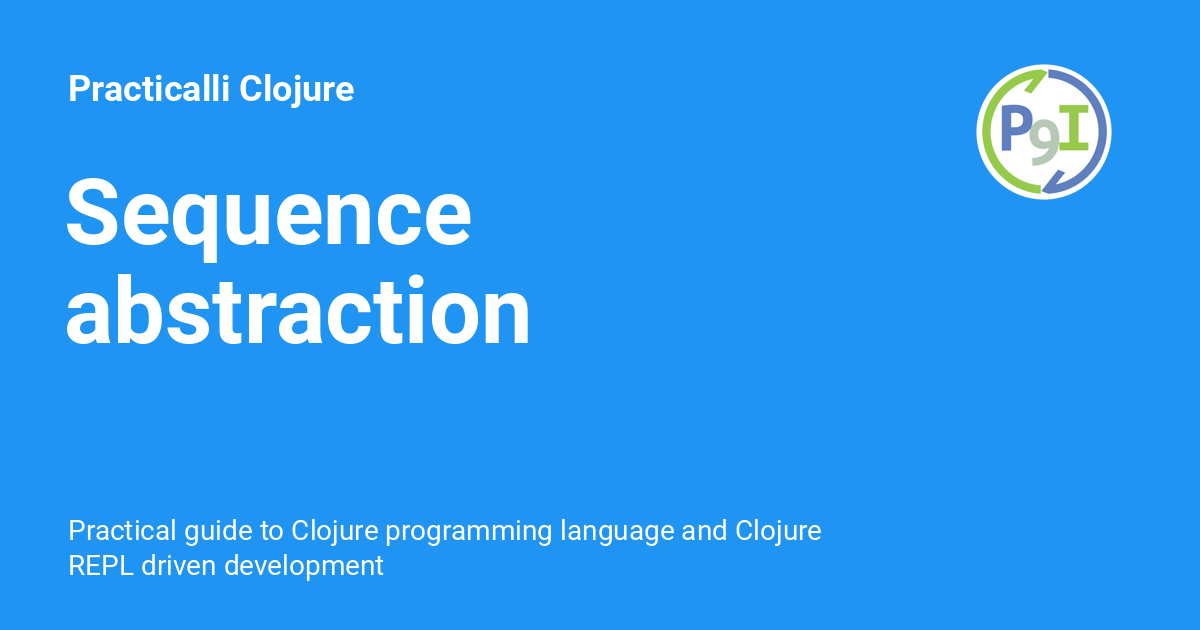 Practicalli Clojure
P9I
Sequence
abstraction
Practical guide to Clojure programming language and Clojure
REPL driven development